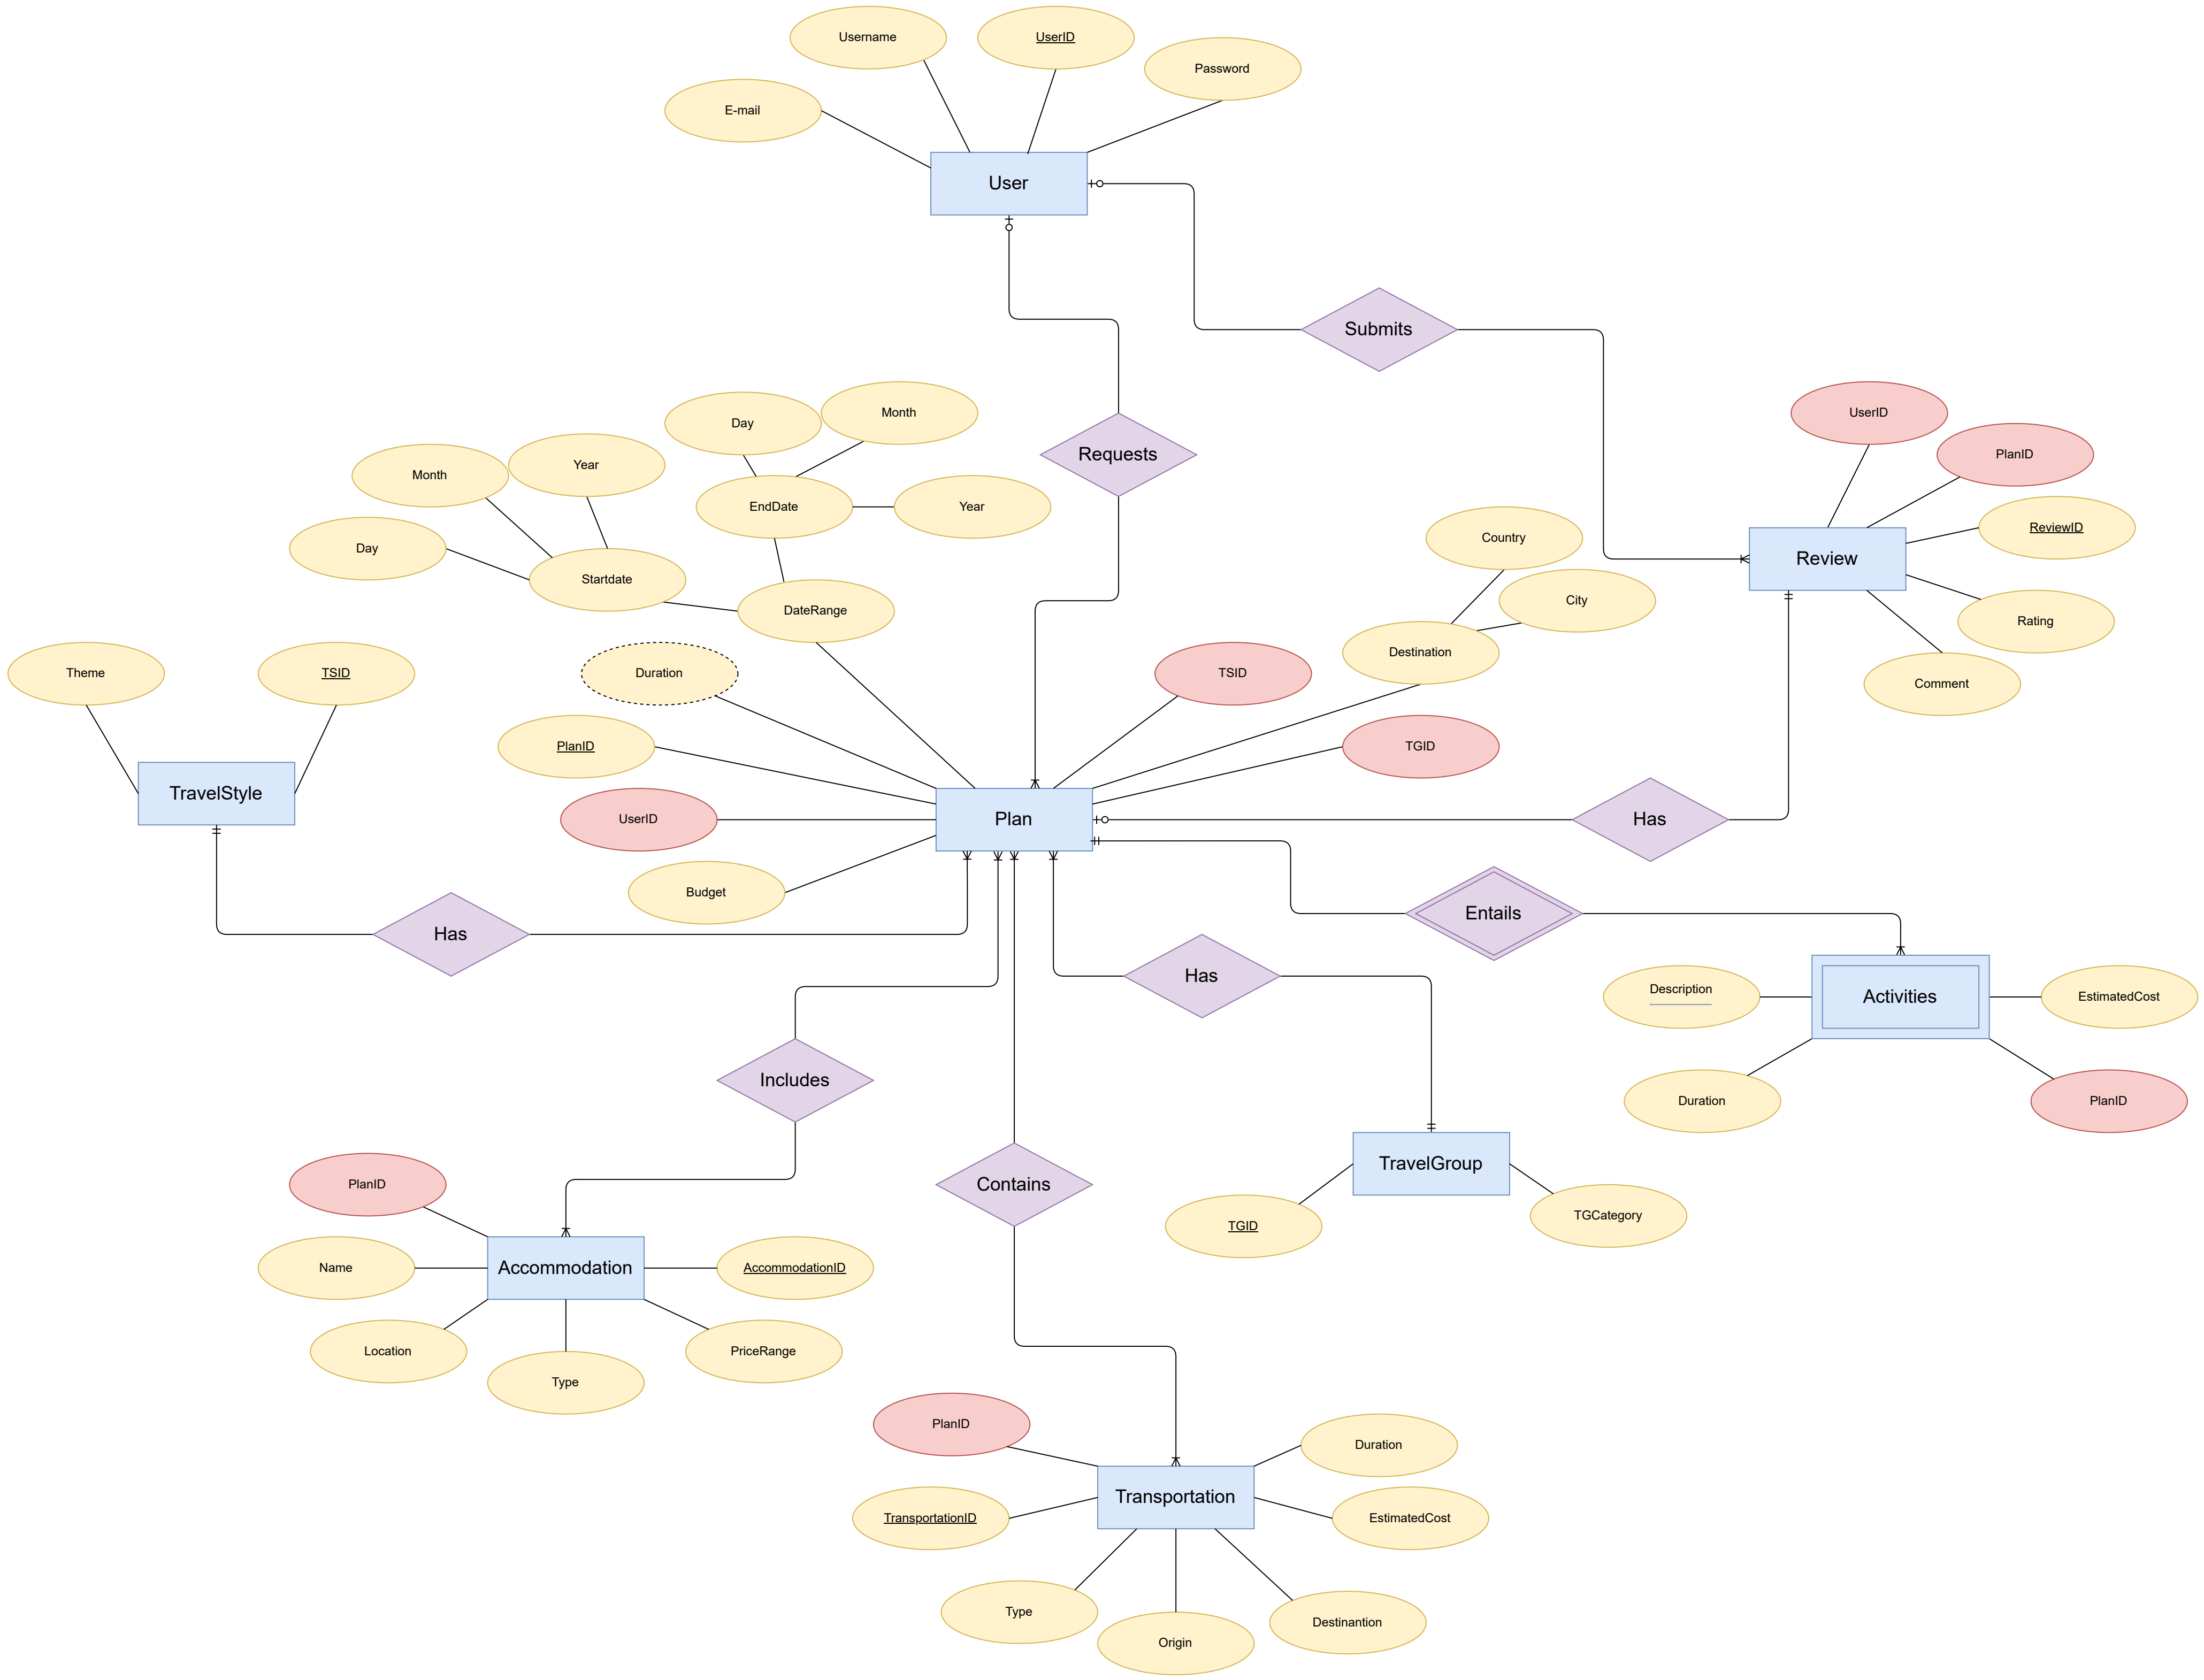 Username
UserID
Password
E-mail
User
Submits
Month
Day
UserID
Requests
PlanID
Year
Month
EndDate
Year
ReviewID
Country
Day
Review
Startdate
City
DateRange
Rating
Destination
Theme
TSID
Duration
TSID
Comment
PlanID
TGID
TravelStyle
UserID
Plan
Has
Budget
Entails
Has
Has
Description
Activities
EstimatedCost
Includes
Duration
PlanID
TravelGroup
PlanID
Contains
TGCategory
TGID
Name
Accommodation
AccommodationID
Location
PriceRange
Type
PlanID
Duration
Transportation
TransportationID
EstimatedCost
Type
Destinantion
Origin